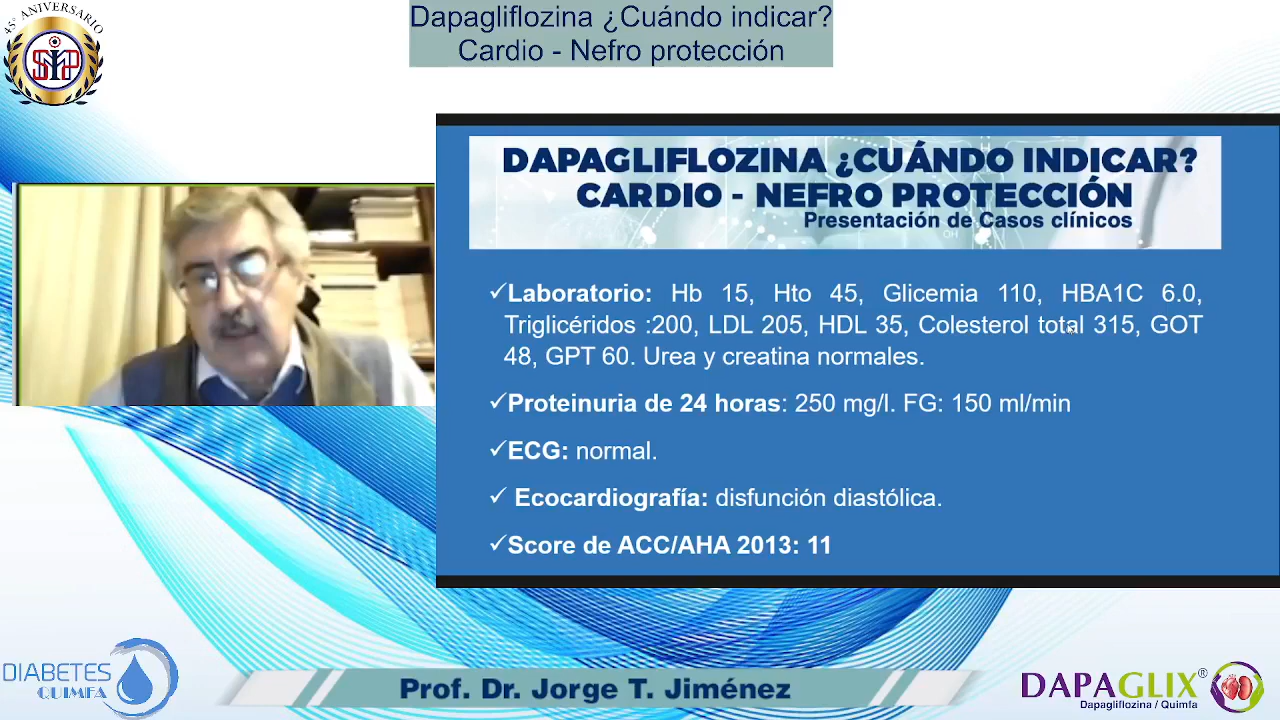 45º ANIVERSARIO
Dapagliflozina ¿Cuándo indicar?
Cardio - Nefro protección
DAPAGLIFLOZINA ¿CUÁNDO INDICAR?
CARDIO - NEFRO PROTECCIÓN
Presentación de Casos clínicos
✓Laboratorio: Hb 15, Hto 45, Glicemia 110, HBA1C 6.0,
Triglicéridos :200, LDL 205, HDL 35, Colesterol total 315, GOT
48, GPT 60. Urea y creatina normales.
✓Proteinuria de 24 horas: 250 mg/l. FG: 150 ml/min
✓ECG: normal.
✓ Ecocardiografía: disfunción diastólica.
✓Score de ACC/AHA 2013: 11
DIABETES
QUIMFA
Prof. Dr. Jorge T. Jiménez
DAPAGLIX®
Dapagliflozina / Quimfa